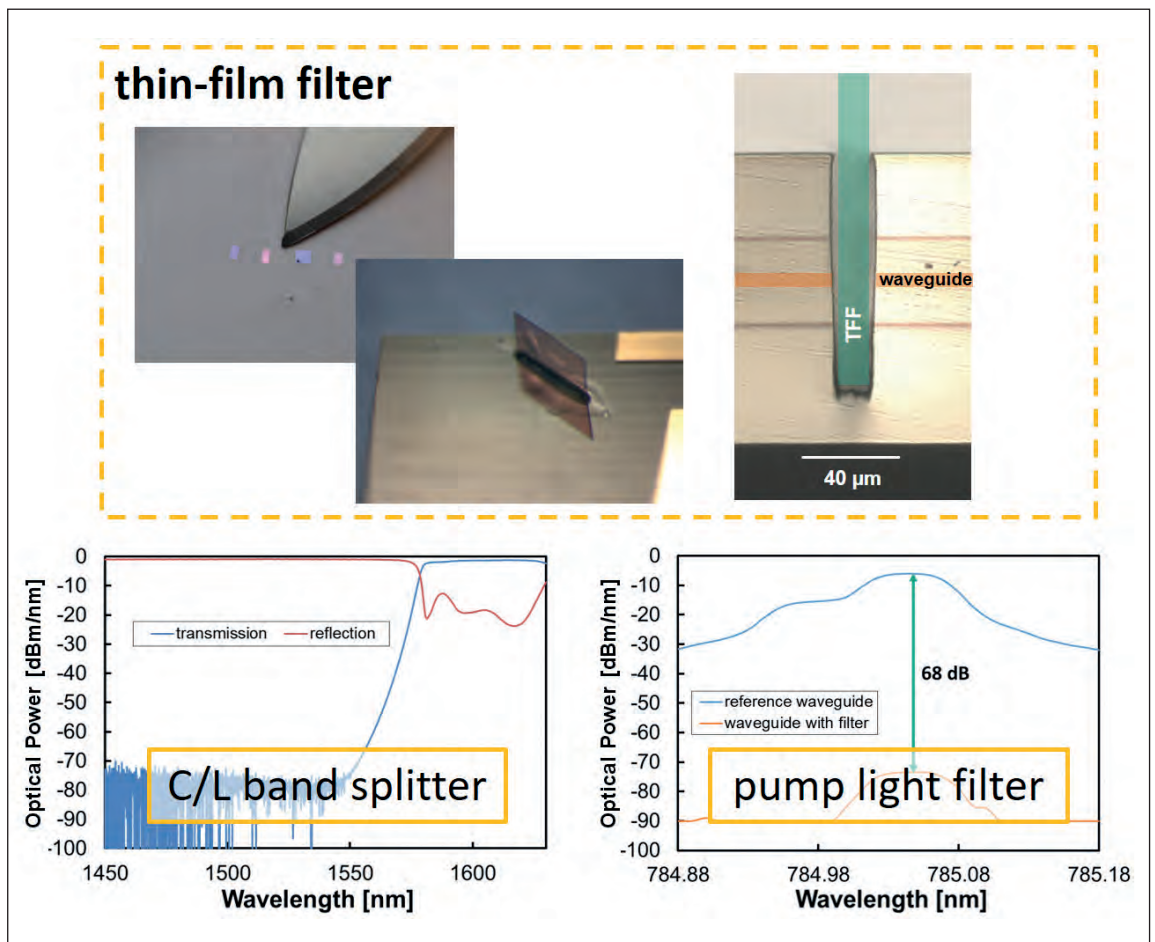 thin-film filter
waveguide
TFF
40 µm
0
-10
-20
-30
-40
-50
-60
-70
-80
-90
-100
Optical Power [dBm/nm]
transmission
reflection
C/L band splitter
1450
1500
1550
1600
Wavelength [nm]
0
-10
-20
-30
-40
-50
-60
-70
-80
-90
-100
Optical Power [dBm/nm]
68 dB
reference waveguide
waveguide with filter
pump light filter
784.88
784.98
785.08
785.18
Wavelength [nm]